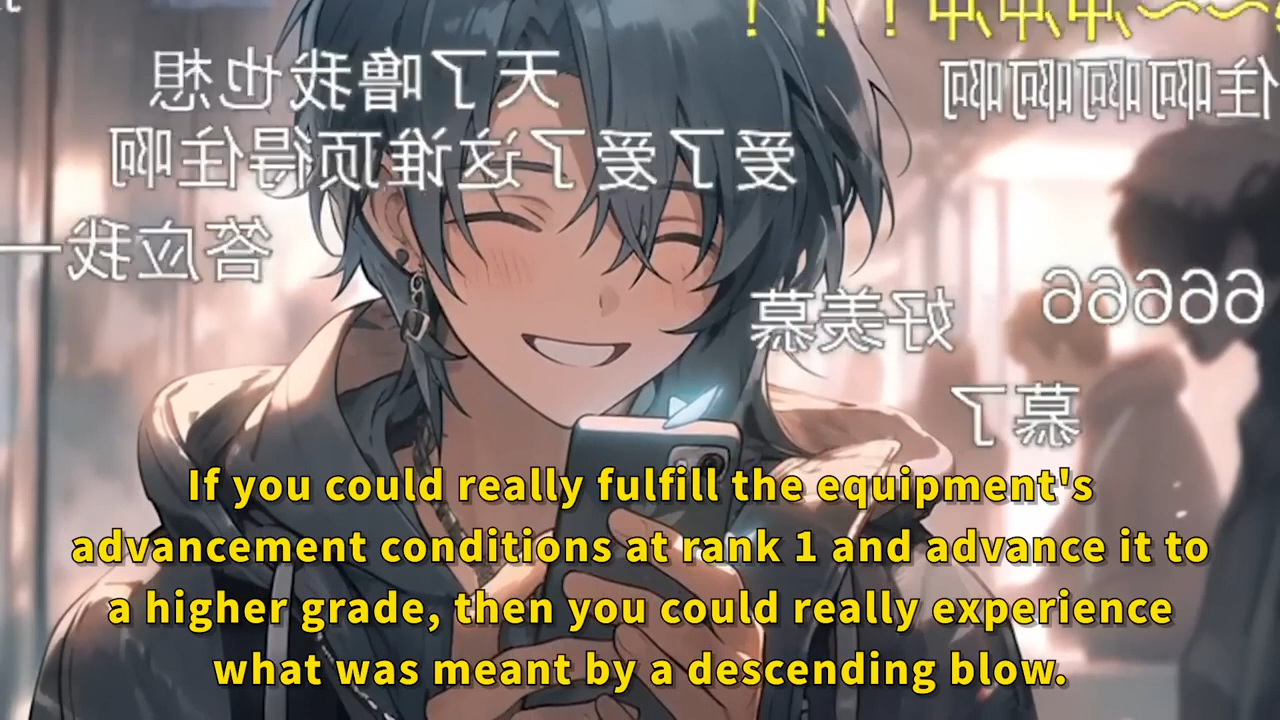 ~~冲冲冲！！！
天了噜我也想
住啊啊啊啊
爱了爱了这谁顶得住啊
答应我一
66666
好羡慕
慕了
If you could really fulfill the equipment's
advancement conditions at rank 1 and advance it to
a higher grade, then you could really experience
what was meant by a descending blow.